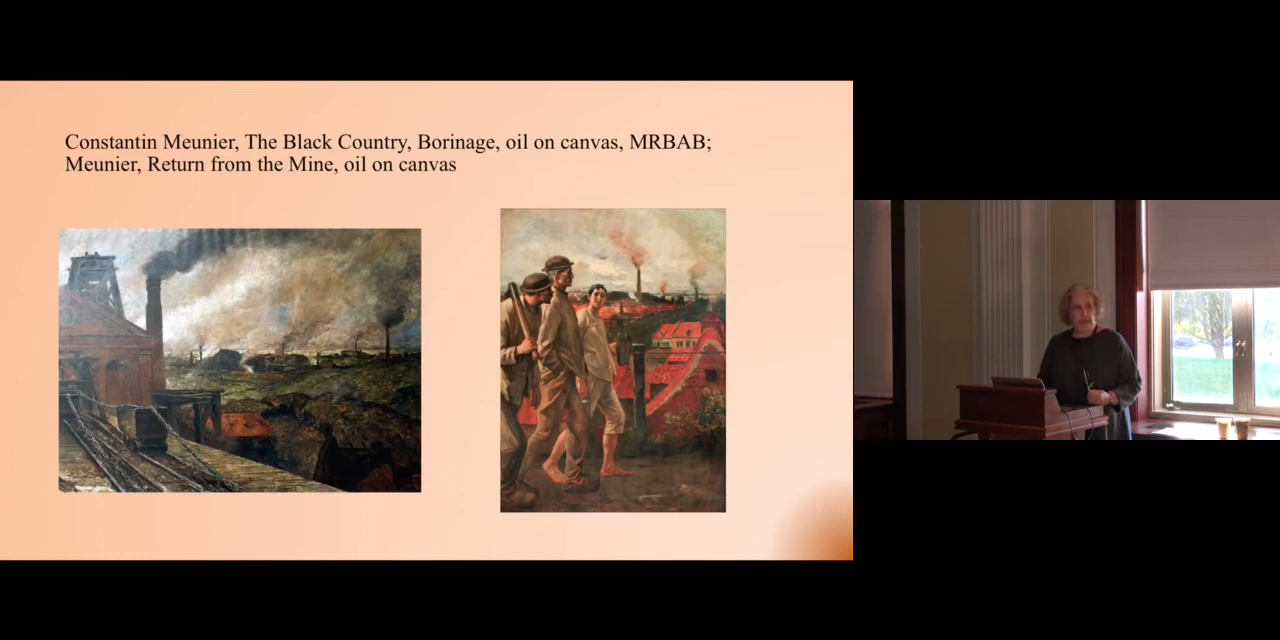 Constantin Meunier, The Black Country, Borinage, oil on canvas, MRBAB;
Meunier, Return from the Mine, oil on canvas